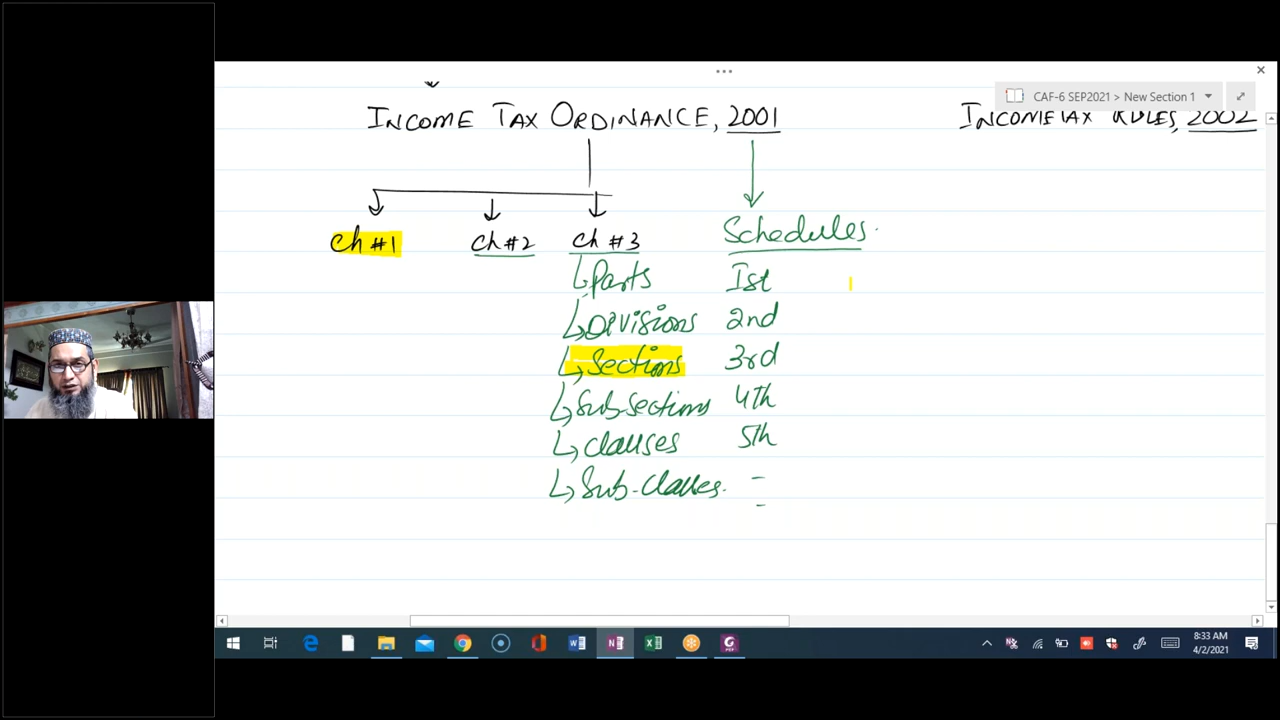 CAF-6 SEP2021 > New Section 1
INCOME TAX ORDINANCE, 2001
INCOME TAX RULES, 2002
Ch #1
Ch #2
Ch #3
Schedules.
Parts
Ist
Divisions
2nd
Sections
3rd
Subsections
4th
Clauses
5th
Sub-Clauses.
8:33 AM
4/2/2021